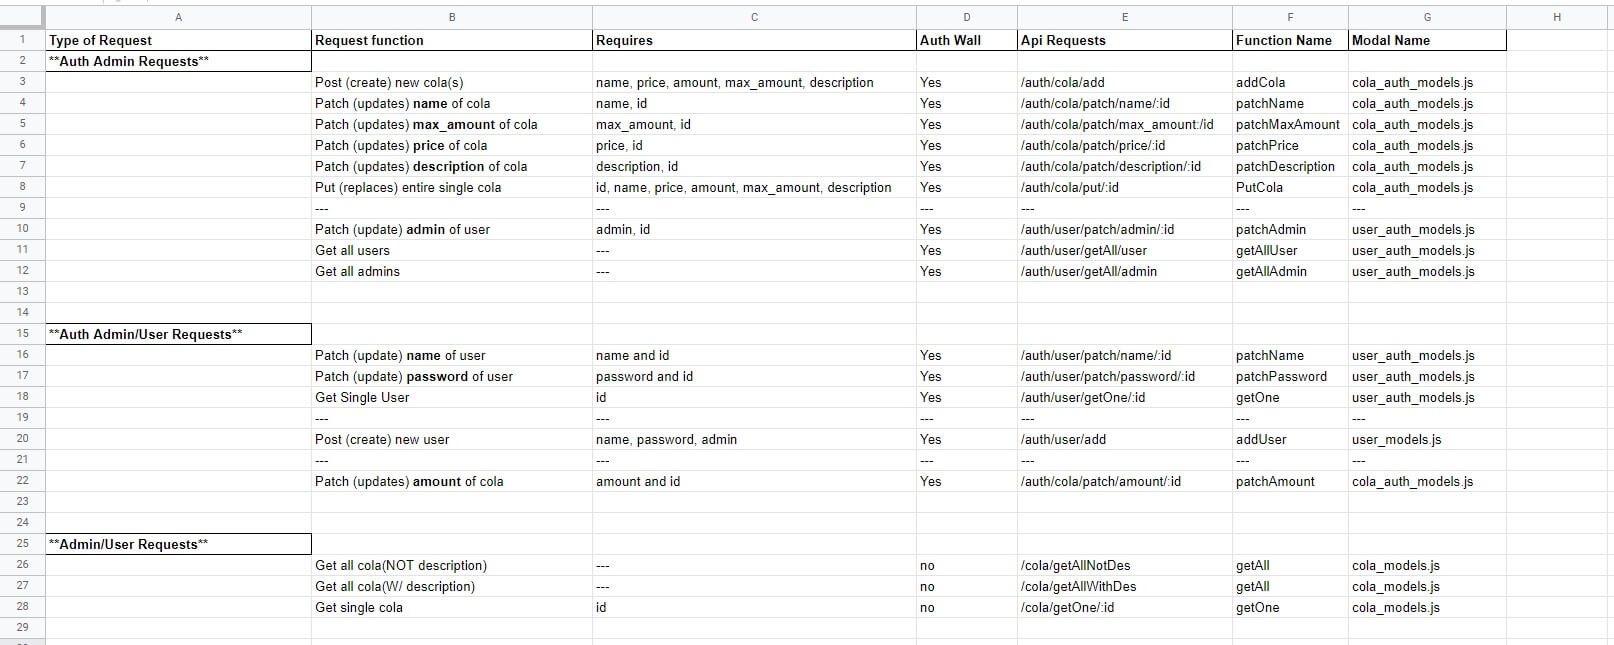 A B C D E F G H
1 Type of Request Request function Requires Auth Wall Api Requests Function Name Modal Name
2 **Auth Admin Requests**
3 Post (create) new cola(s) name, price, amount, max_amount, description Yes /auth/cola/add addCola cola_auth_models.js
4 Patch (updates) name of cola name, id Yes /auth/cola/patch/name/:id patchName cola_auth_models.js
5 Patch (updates) max_amount of cola max_amount, id Yes /auth/cola/patch/max_amount:/id patchMaxAmount cola_auth_models.js
6 Patch (updates) price of cola price, id Yes /auth/cola/patch/price/:id patchPrice cola_auth_models.js
7 Patch (updates) description of cola description, id Yes /auth/cola/patch/description/:id patchDescription cola_auth_models.js
8 Put (replaces) entire single cola id, name, price, amount, max_amount, description Yes /auth/cola/put/:id PutCola cola_auth_models.js
9 --- --- --- --- --- ---
10 Patch (update) admin of user admin, id Yes /auth/user/patch/admin/:id patchAdmin user_auth_models.js
11 Get all users --- Yes /auth/user/getAll/user getAllUser user_auth_models.js
12 Get all admins --- Yes /auth/user/getAll/admin getAllAdmin user_auth_models.js
13
14
15 **Auth Admin/User Requests**
16 Patch (update) name of user name and id Yes /auth/user/patch/name/:id patchName user_auth_models.js
17 Patch (update) password of user password and id Yes /auth/user/patch/password/:id patchPassword user_auth_models.js
18 Get Single User id Yes /auth/user/getOne/:id getOne user_auth_models.js
19 --- --- --- --- --- ---
20 Post (create) new user name, password, admin Yes /auth/user/add addUser user_models.js
21 --- --- --- --- --- ---
22 Patch (updates) amount of cola amount and id Yes /auth/cola/patch/amount/:id patchAmount cola_auth_models.js
23
24
25 **Admin/User Requests**
26 Get all cola(NOT description) --- no /cola/getAllNotDes getAll cola_models.js
27 Get all cola(W/ description) --- no /cola/getAllWithDes getAll cola_models.js
28 Get single cola id no /cola/getOne/:id getOne cola_models.js
29